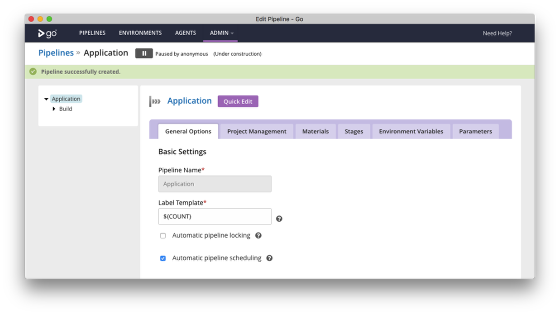 Edit Pipeline - Go
go PIPELINES ENVIRONMENTS AGENTS ADMIN Need Help?
Pipelines » Application Paused by anonymous (Under construction)
Pipeline successfully created.
Application
Build
Application Quick Edit
General Options Project Management Materials Stages Environment Variables Parameters
Basic Settings
Pipeline Name*
Application
Label Template*
${COUNT}
Automatic pipeline locking
Automatic pipeline scheduling